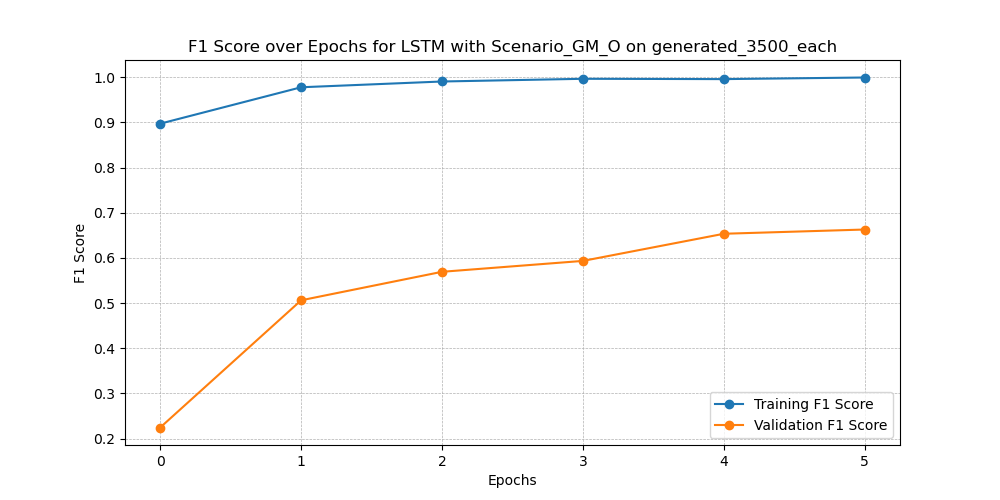 F1 Score over Epochs for LSTM with Scenario_GM_O on generated_3500_each
F1 Score
1.0
0.9
0.8
0.7
0.6
0.5
0.4
0.3
0.2
Training F1 Score
Validation F1 Score
0 1 2 3 4 5
Epochs